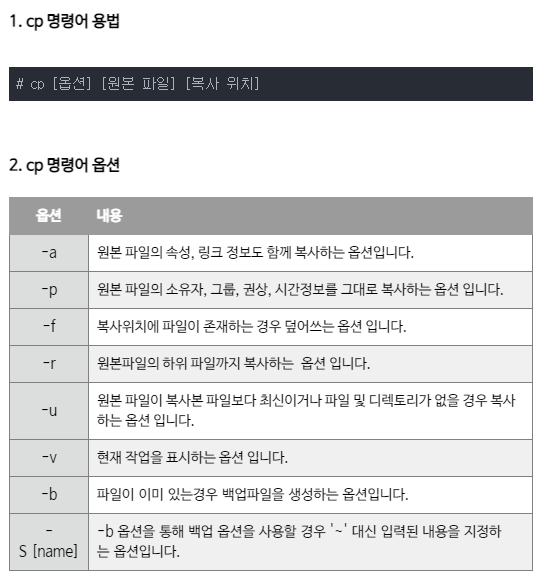 1. cp 명령어 용법
# cp [옵션] [원본 파일] [복사 위치]
2. cp 명령어 옵션
옵션 내용
-a 원본 파일의 속성, 링크 정보도 함께 복사하는 옵션입니다.
-p 원본 파일의 소유자, 그룹, 권상, 시간정보를 그대로 복사하는 옵션 입니다.
-f 복사위치에 파일이 존재하는 경우 덮어쓰는 옵션 입니다.
-r 원본파일의 하위 파일까지 복사하는 옵션 입니다.
-u 원본 파일이 복사본 파일보다 최신이거나 파일 및 디렉토리가 없을 경우 복사
하는 옵션 입니다.
-v 현재 작업을 표시하는 옵션 입니다.
-b 파일이 이미 있는경우 백업파일을 생성하는 옵션입니다.
- -b 옵션을 통해 백업 옵션을 사용할 경우 '~' 대신 입력된 내용을 지정하
S [name] 는 옵션입니다.